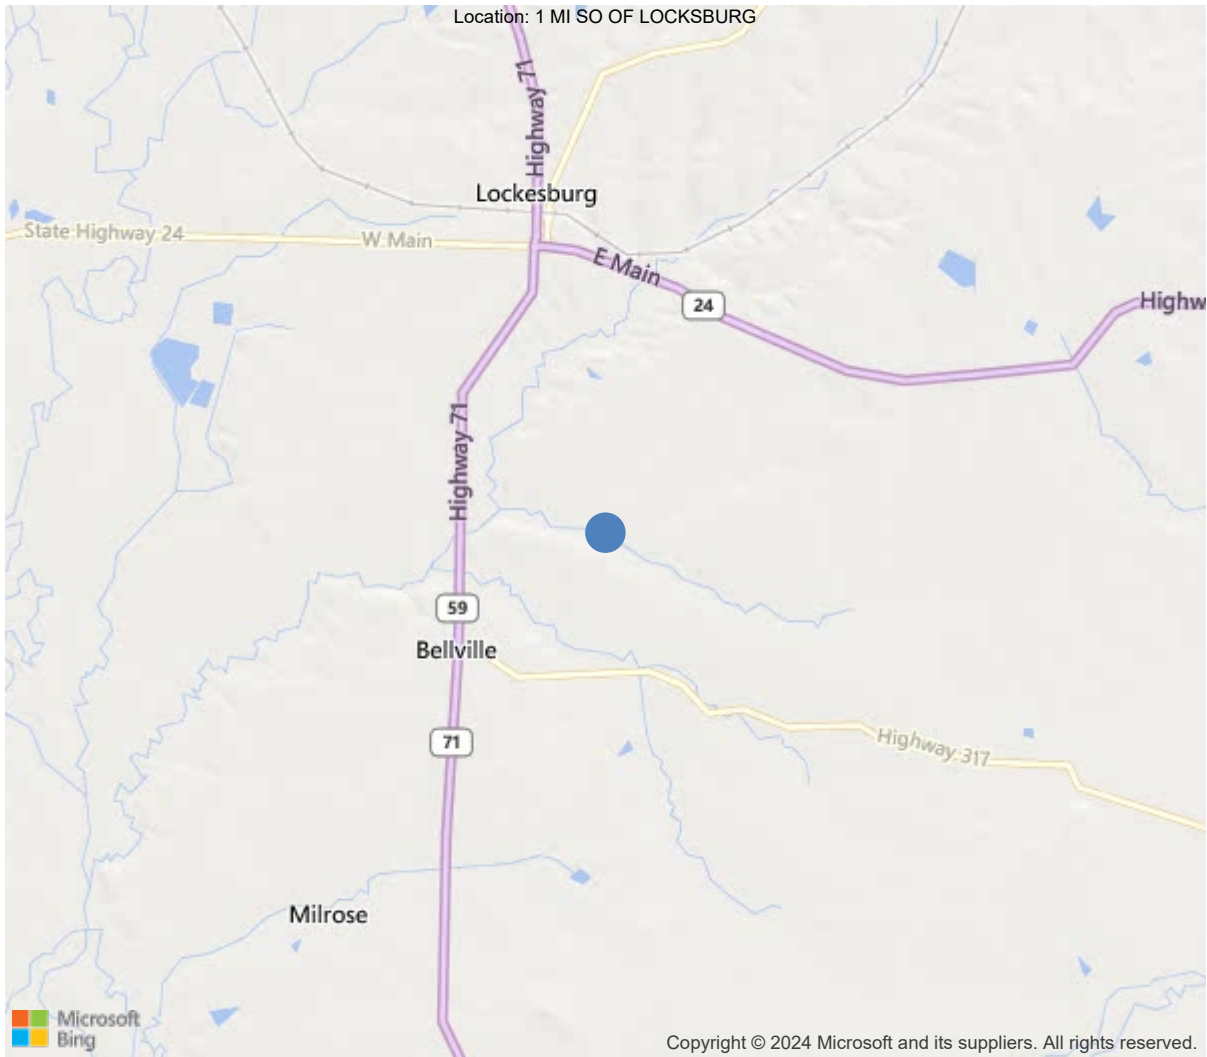 Location: 1 MI SO OF LOCKSBURG
Highway 71
Lockesburg
State Highway 24
W Main
E Main
24
Highw
Highway 71
59
Bellville
71
Highway 317
Milrose
Microsoft
Bing
Copyright © 2024 Microsoft and its suppliers. All rights reserved.